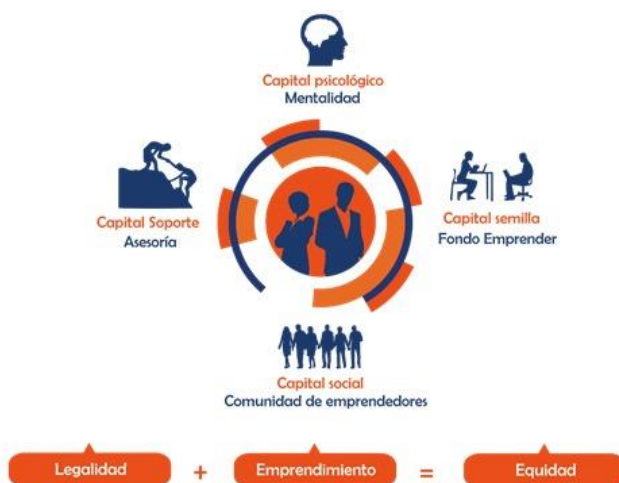 Capital psicológico
Mentalidad
Capital Soporte
Asesoría
Capital semilla
Fondo Emprender
Capital social
Comunidad de emprendedores
Legalidad + Emprendimiento = Equidad